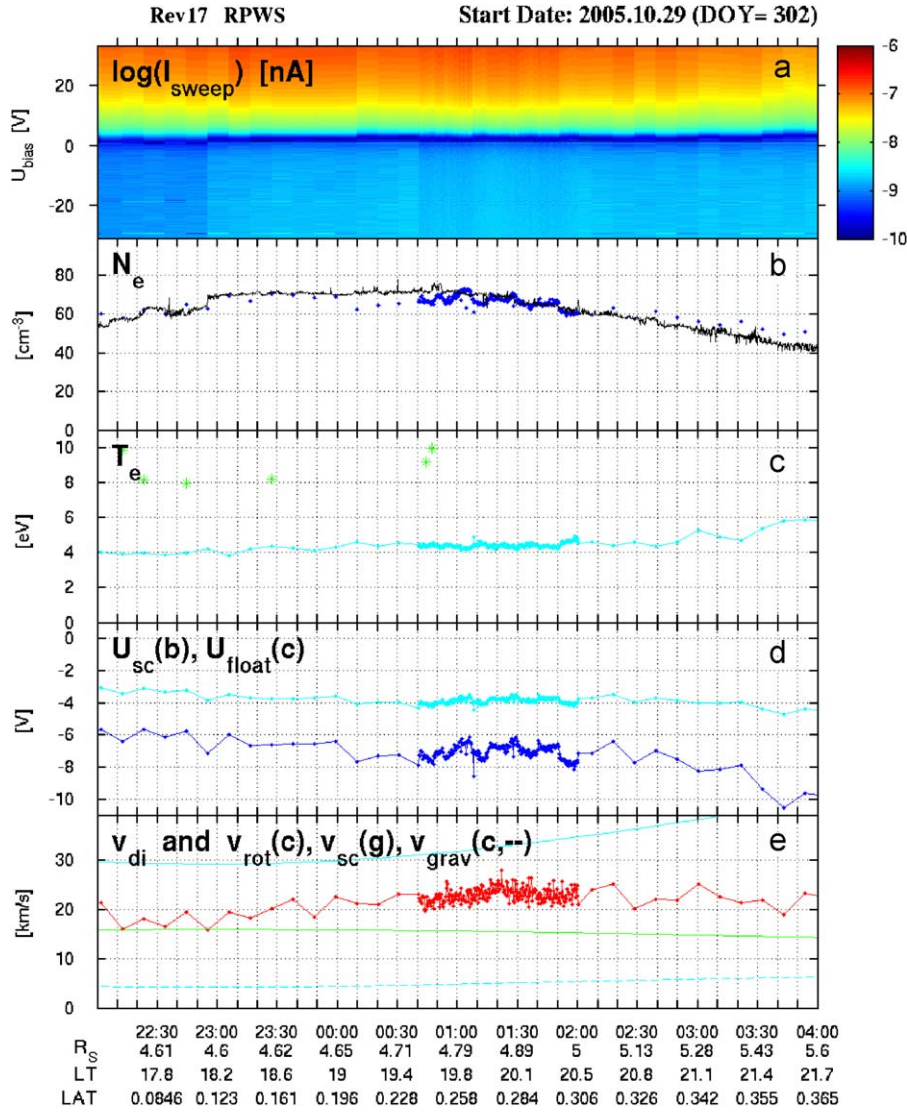 Rev17 RPWS Start Date: 2005.10.29 (DOY= 302)
log(I_sweep) [nA] a
U_bias [V]
20
0
-20
-6
-7
-8
-9
-10
N_e b
[cm⁻³]
80
60
40
20
0
T_e c
[eV]
10
8
6
4
2
0
U_sc(b), U_float(c) d
[V]
0
-2
-4
-6
-8
-10
v_di and v_rot(c), v_sc(g), v_grav(c,--) e
[km/s]
30
20
10
0
22:30 23:00 23:30 00:00 00:30 01:00 01:30 02:00 02:30 03:00 03:30 04:00
R_S 4.61 4.6 4.62 4.65 4.71 4.79 4.89 5 5.13 5.28 5.43 5.6
LT 17.8 18.2 18.6 19 19.4 19.8 20.1 20.5 20.8 21.1 21.4 21.7
LAT 0.0846 0.123 0.161 0.196 0.228 0.258 0.284 0.306 0.326 0.342 0.355 0.365